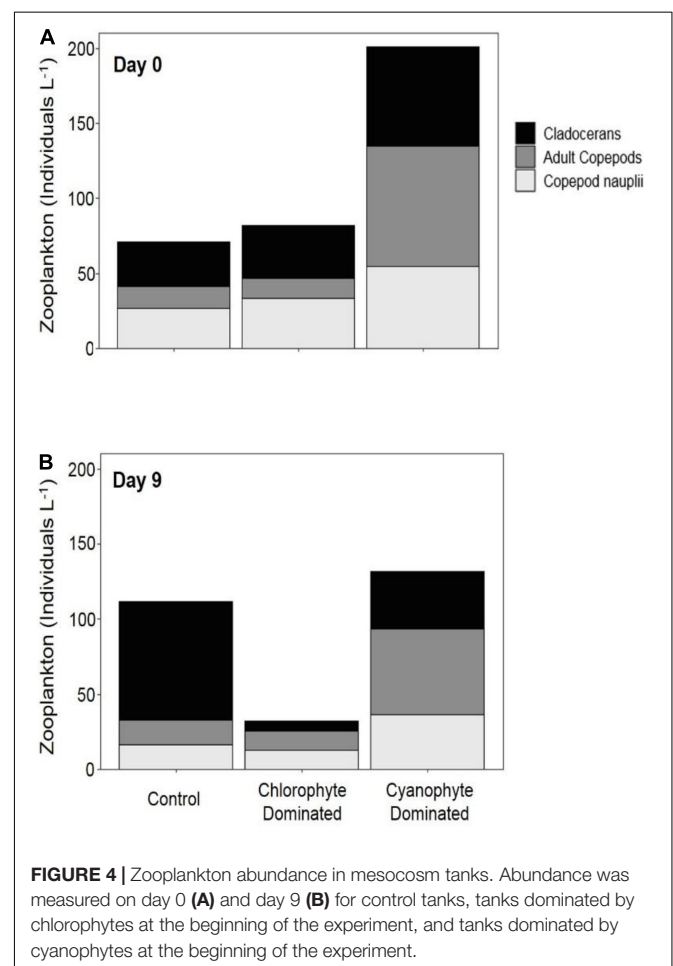 A
Zooplankton (Individuals L-1)
200
150
100
50
0
Day 0
Cladocerans
Adult Copepods
Copepod nauplii
B
Zooplankton (Individuals L-1)
200
150
100
50
0
Day 9
Control
Chlorophyte
Dominated
Cyanophyte
Dominated
FIGURE 4 | Zooplankton abundance in mesocosm tanks. Abundance was
measured on day 0 (A) and day 9 (B) for control tanks, tanks dominated by
chlorophytes at the beginning of the experiment, and tanks dominated by
cyanophytes at the beginning of the experiment.